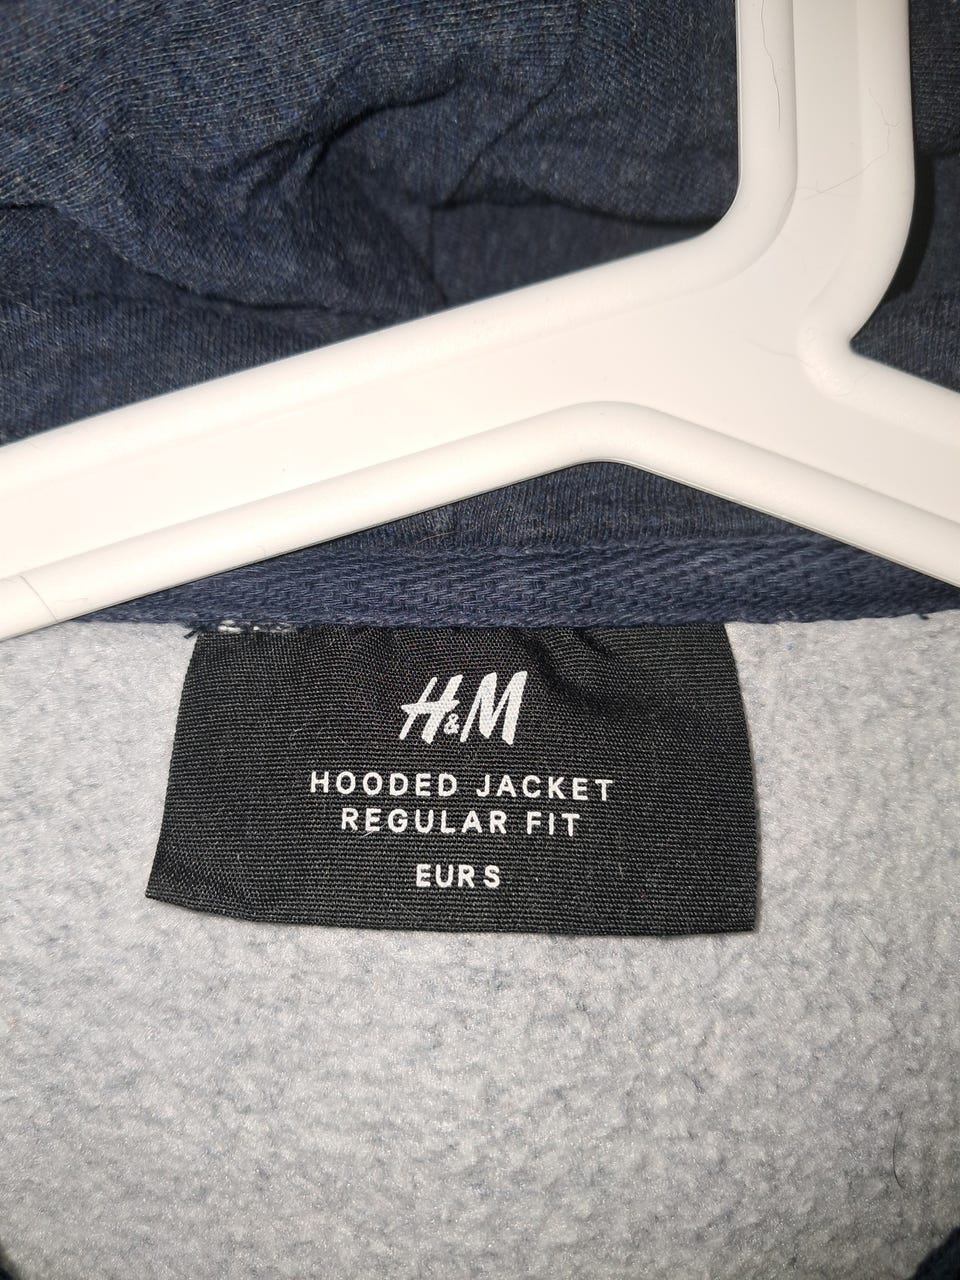 H&M
HOODED JACKET
REGULAR FIT
EUR S